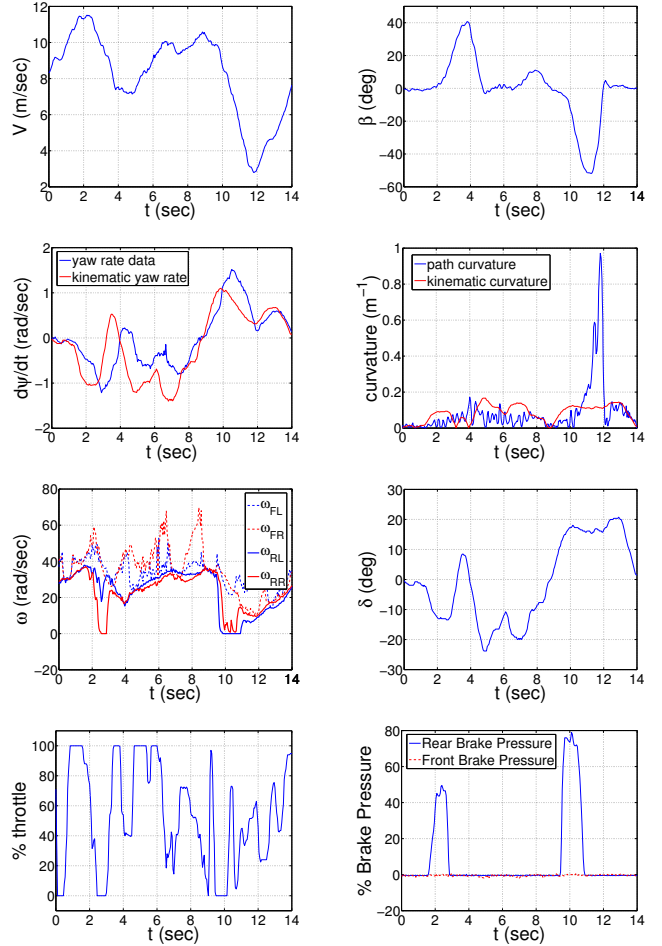 12
10
8
6
4
2
V (m/sec)
0 2 4 6 8 10 12 14
t (sec)
40
20
0
−20
−40
−60
β (deg)
0 2 4 6 8 10 12 14
t (sec)
2
1
0
−1
−2
dψ/dt (rad/sec)
yaw rate data
kinematic yaw rate
0 2 4 6 8 10 12 14
t (sec)
1
0.8
0.6
0.4
0.2
0
curvature (m⁻¹)
path curvature
kinematic curvature
0 2 4 6 8 10 12 14
t (sec)
80
60
40
20
0
−20
ω (rad/sec)
ω_FL
ω_FR
ω_RL
ω_RR
0 2 4 6 8 10 12 14
t (sec)
30
20
10
0
−10
−20
−30
δ (deg)
0 2 4 6 8 10 12 14
t (sec)
100
80
60
40
20
0
% throttle
0 2 4 6 8 10 12 14
t (sec)
80
60
40
20
0
−20
% Brake Pressure
Rear Brake Pressure
Front Brake Pressure
0 2 4 6 8 10 12 14
t (sec)